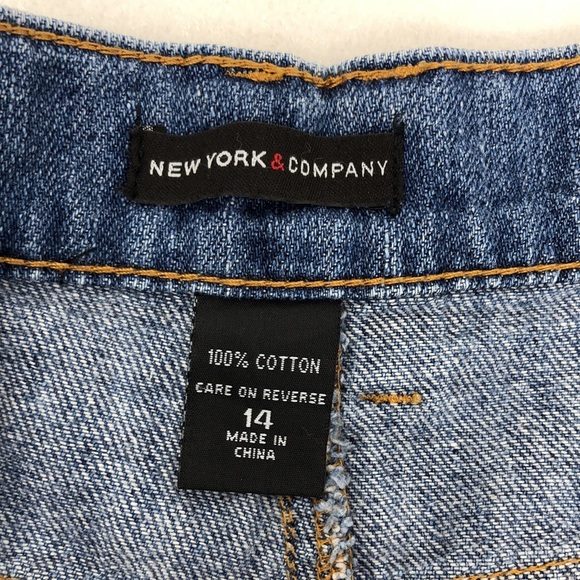 NEW YORK & COMPANY
100% COTTON
CARE ON REVERSE
14
MADE IN
CHINA